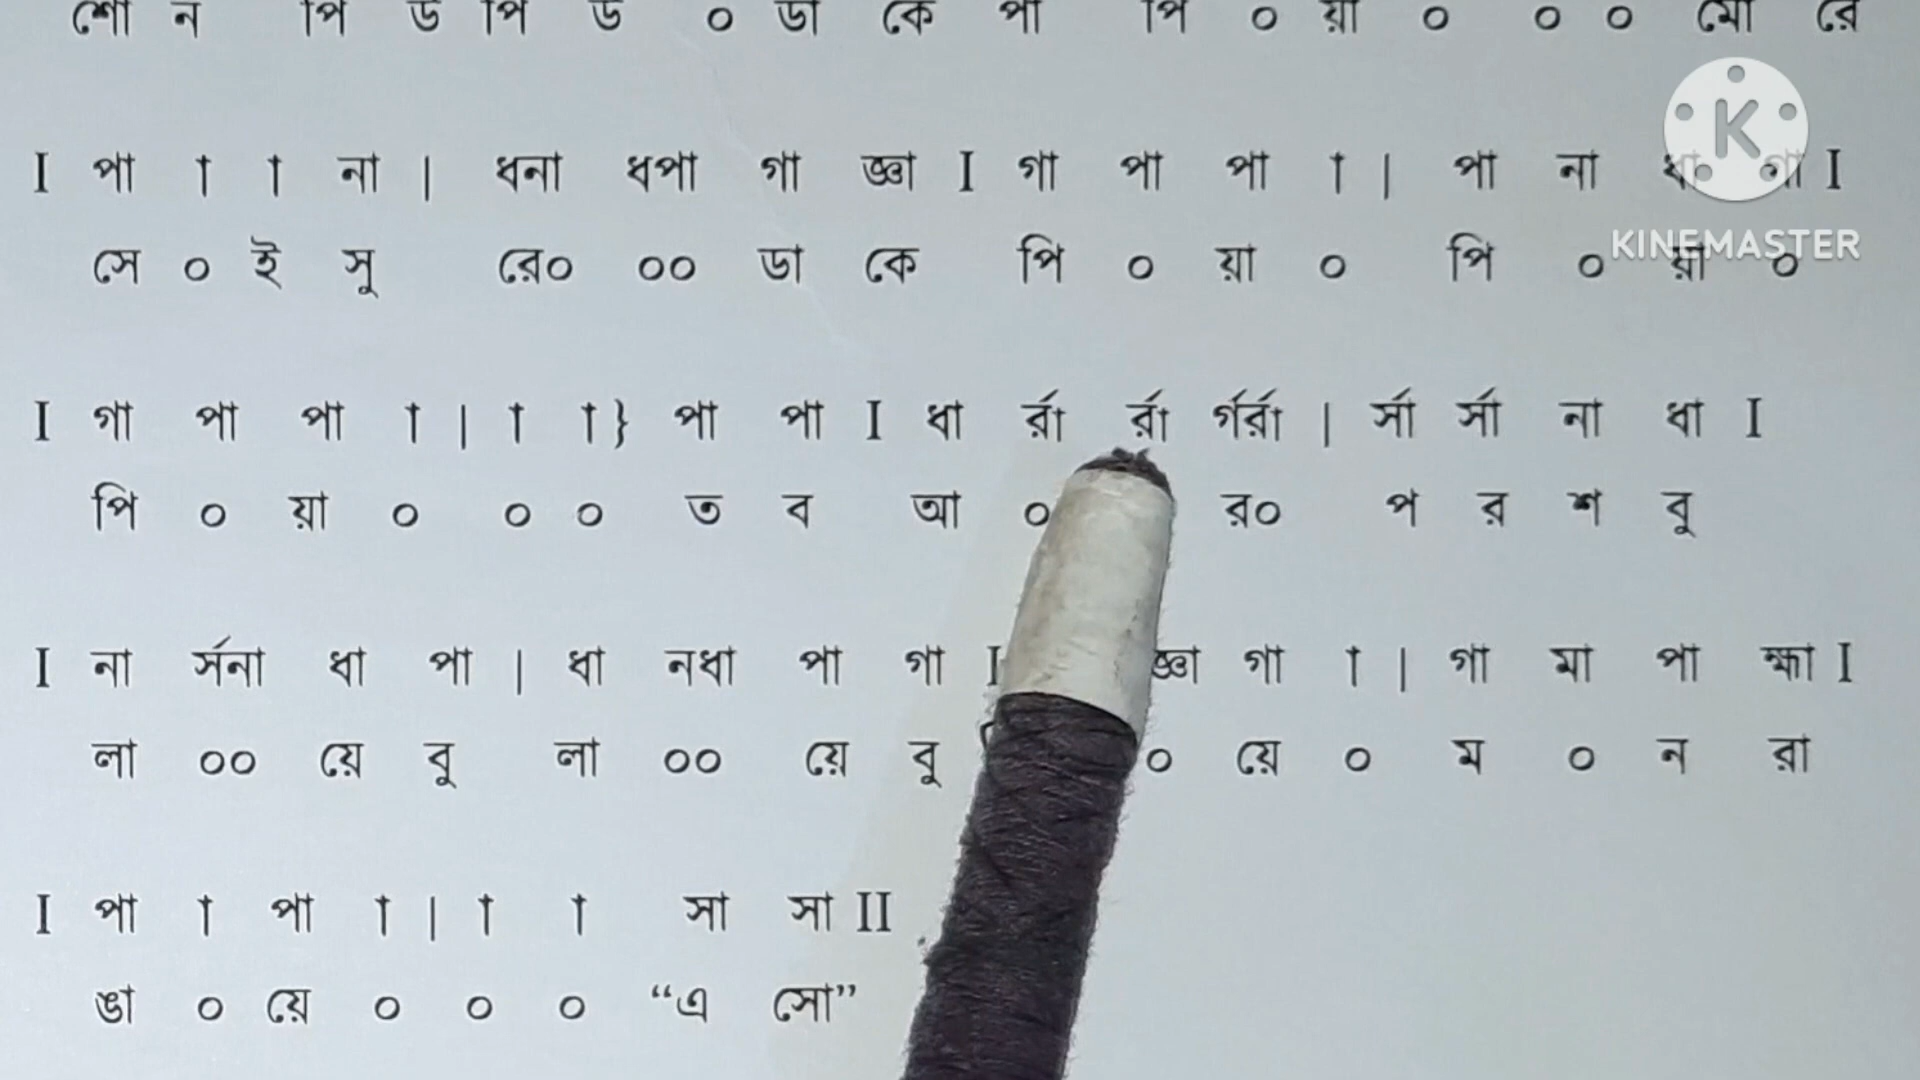 শো ন পি উ পি উ ০ ডা কে পা পি ০ য়া ০ ০ ০ মো রে
I পা া া না | ধনা ধপা গা জ্ঞা I গা পা পা া | পা না ধা গা I
সে ০ ই সু রে০ ০০ ডা কে পি ০ য়া ০ পি ০ য়া ০
KINEMASTER
I গা পা পা া | া া} পা পা I ধা র্রা র্রা র্গর্রা | র্সা র্সা না ধা I
পি ০ য়া ০ ০ ০ ত ব আ ০ র০ প র শ বু
I না র্সনা ধা পা | ধা নধা পা গা I জ্ঞা গা া | গা মা পা হ্মা I
লা ০০ য়ে বু লা ০০ য়ে বু ০ য়ে ০ ম ০ ন রা
I পা া পা া | া া সা সা II
ঙা ০ য়ে ০ ০ ০ “এ সো”